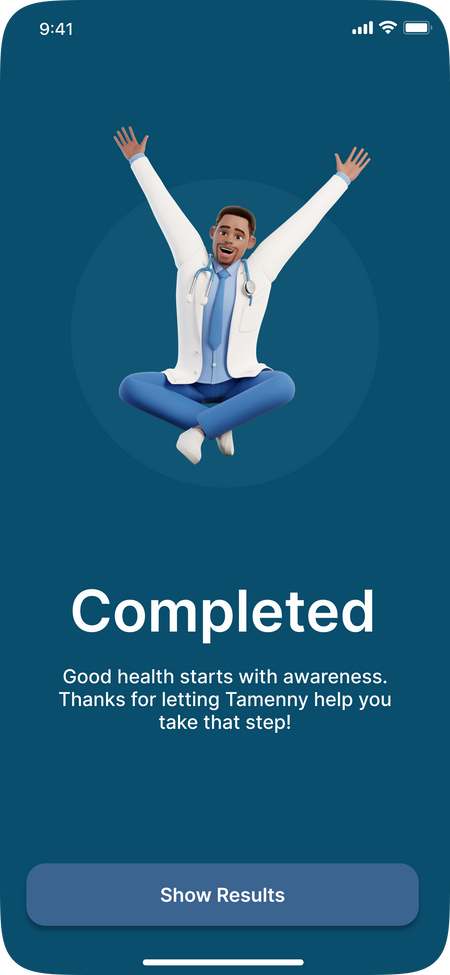 9:41
Completed
Good health starts with awareness.
Thanks for letting Tamenny help you
take that step!
Show Results